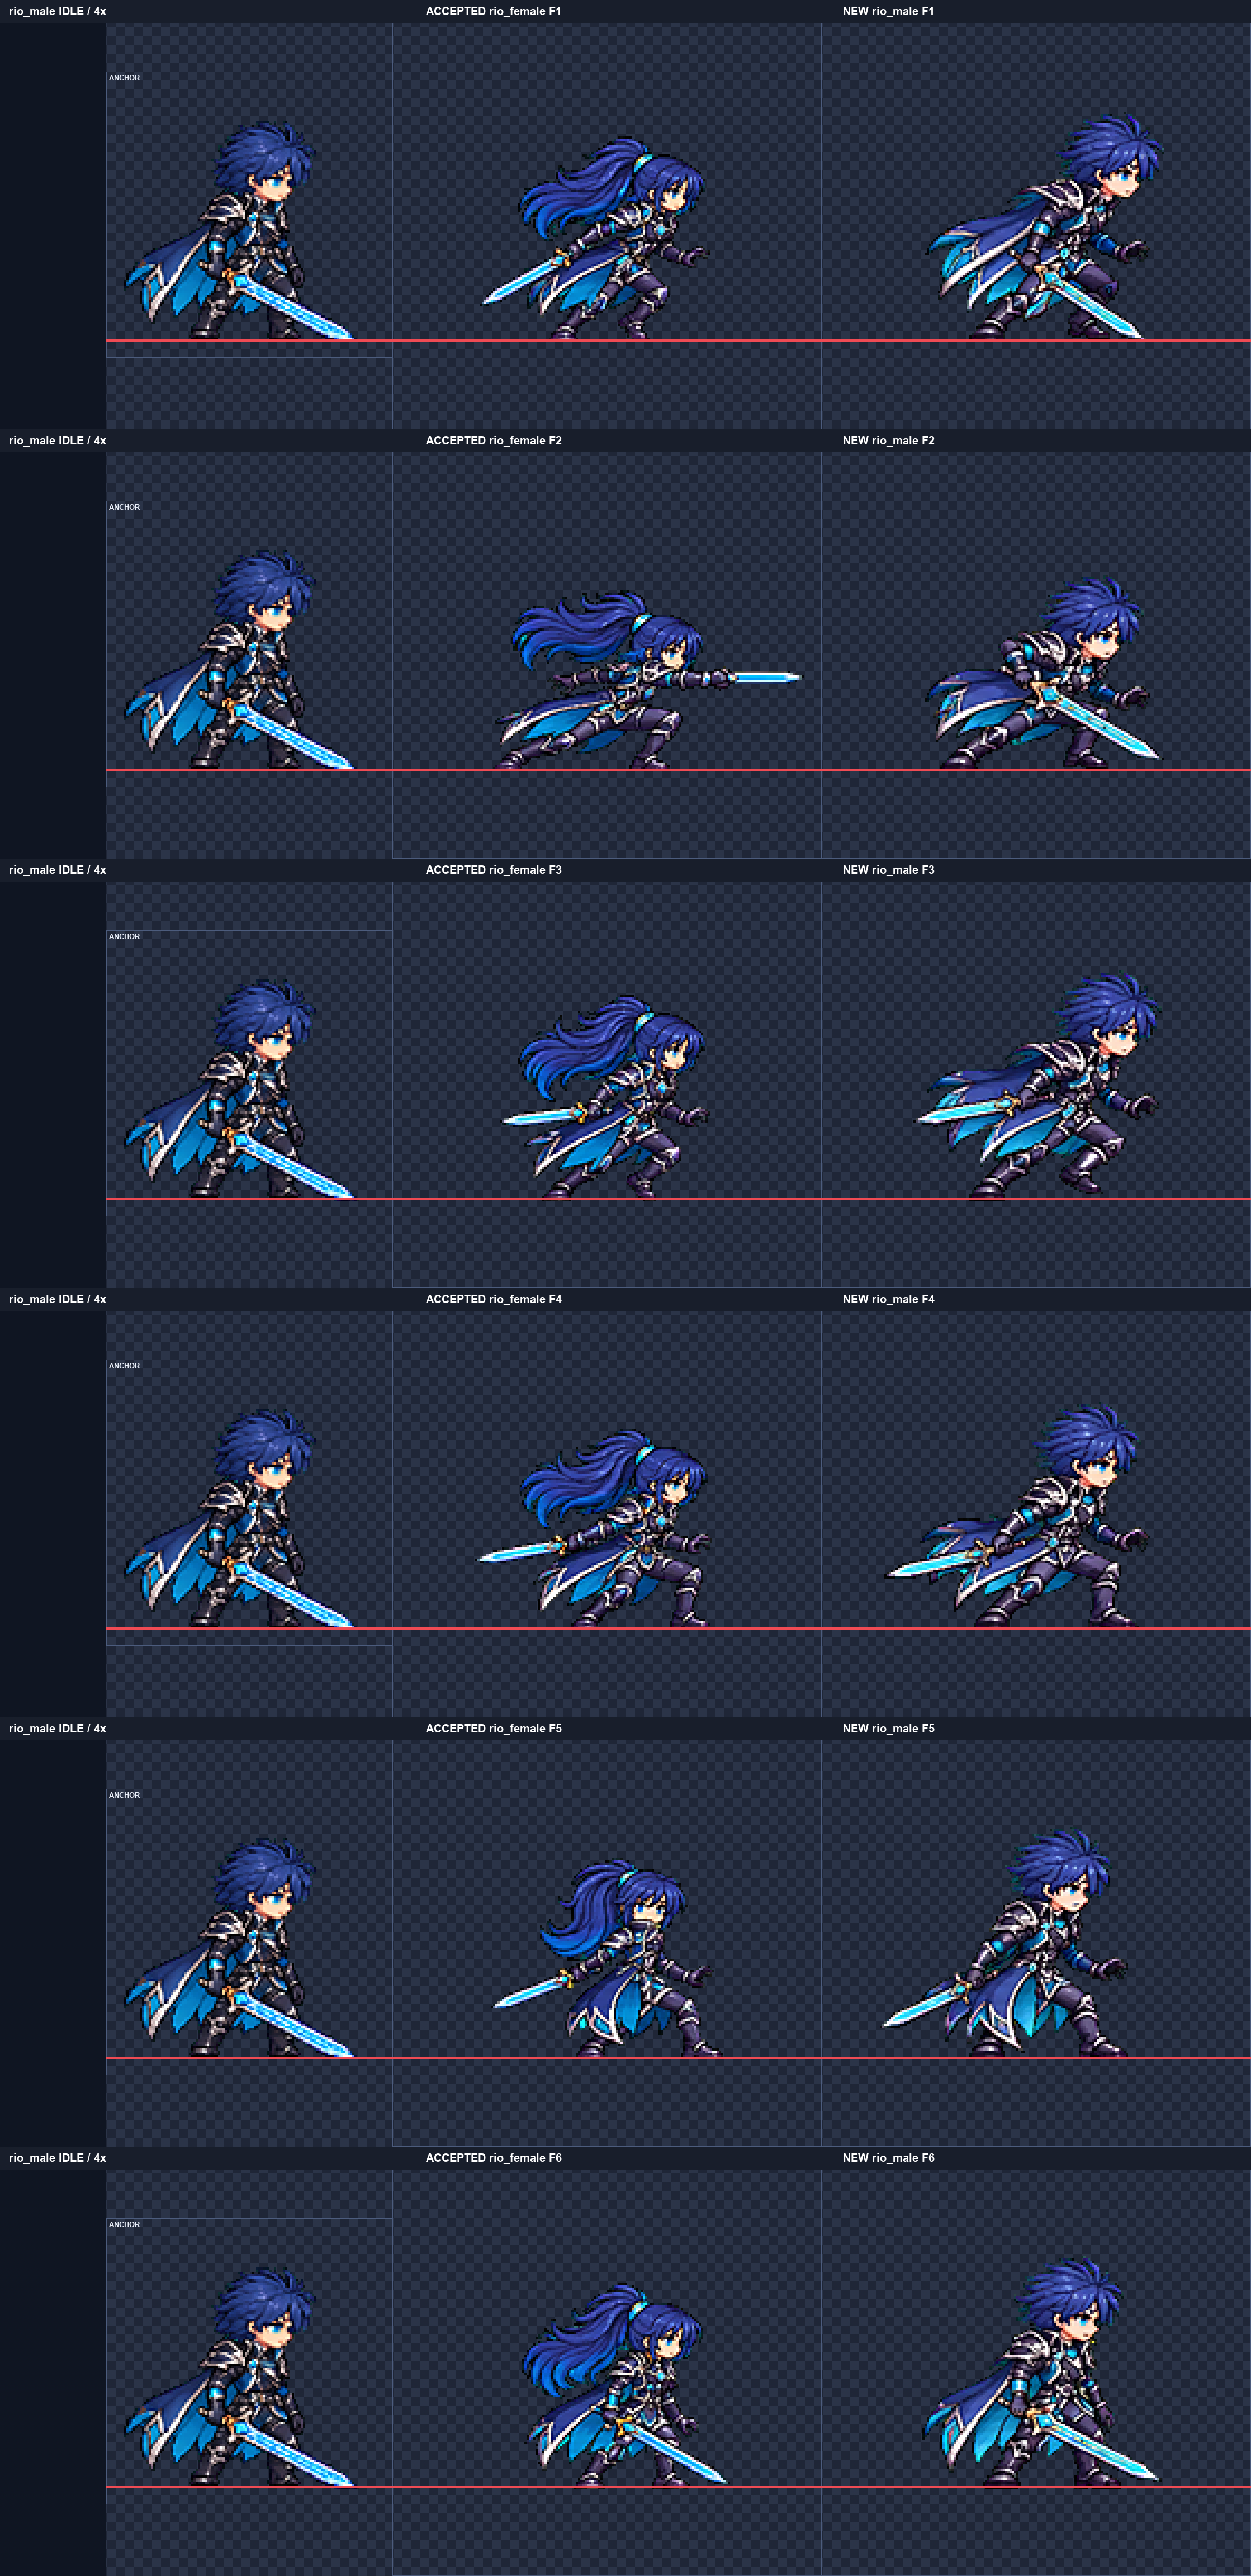 rio_male IDLE / 4x ACCEPTED rio_female F1 NEW rio_male F1
ANCHOR
rio_male IDLE / 4x ACCEPTED rio_female F2 NEW rio_male F2
ANCHOR
rio_male IDLE / 4x ACCEPTED rio_female F3 NEW rio_male F3
ANCHOR
rio_male IDLE / 4x ACCEPTED rio_female F4 NEW rio_male F4
ANCHOR
rio_male IDLE / 4x ACCEPTED rio_female F5 NEW rio_male F5
ANCHOR
rio_male IDLE / 4x ACCEPTED rio_female F6 NEW rio_male F6
ANCHOR